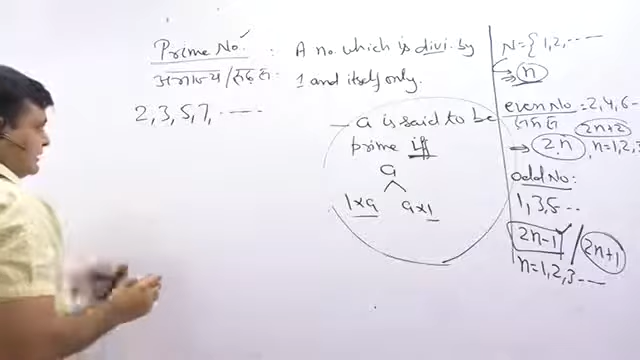 Prime No. : A no. which is divi. by
अभाज्य / रूढ़ सं. 1 and itself only.
2, 3, 5, 7, ......
— a is said to be
prime if
a
1×a a×1
N = {1, 2, ......
n
even No. = 2, 4, 6 -
2n+2
→ 2n , n=1,2,3
odd No:
1, 3, 5 ..
2n-1 / 2n+1
n=1,2,3 ......